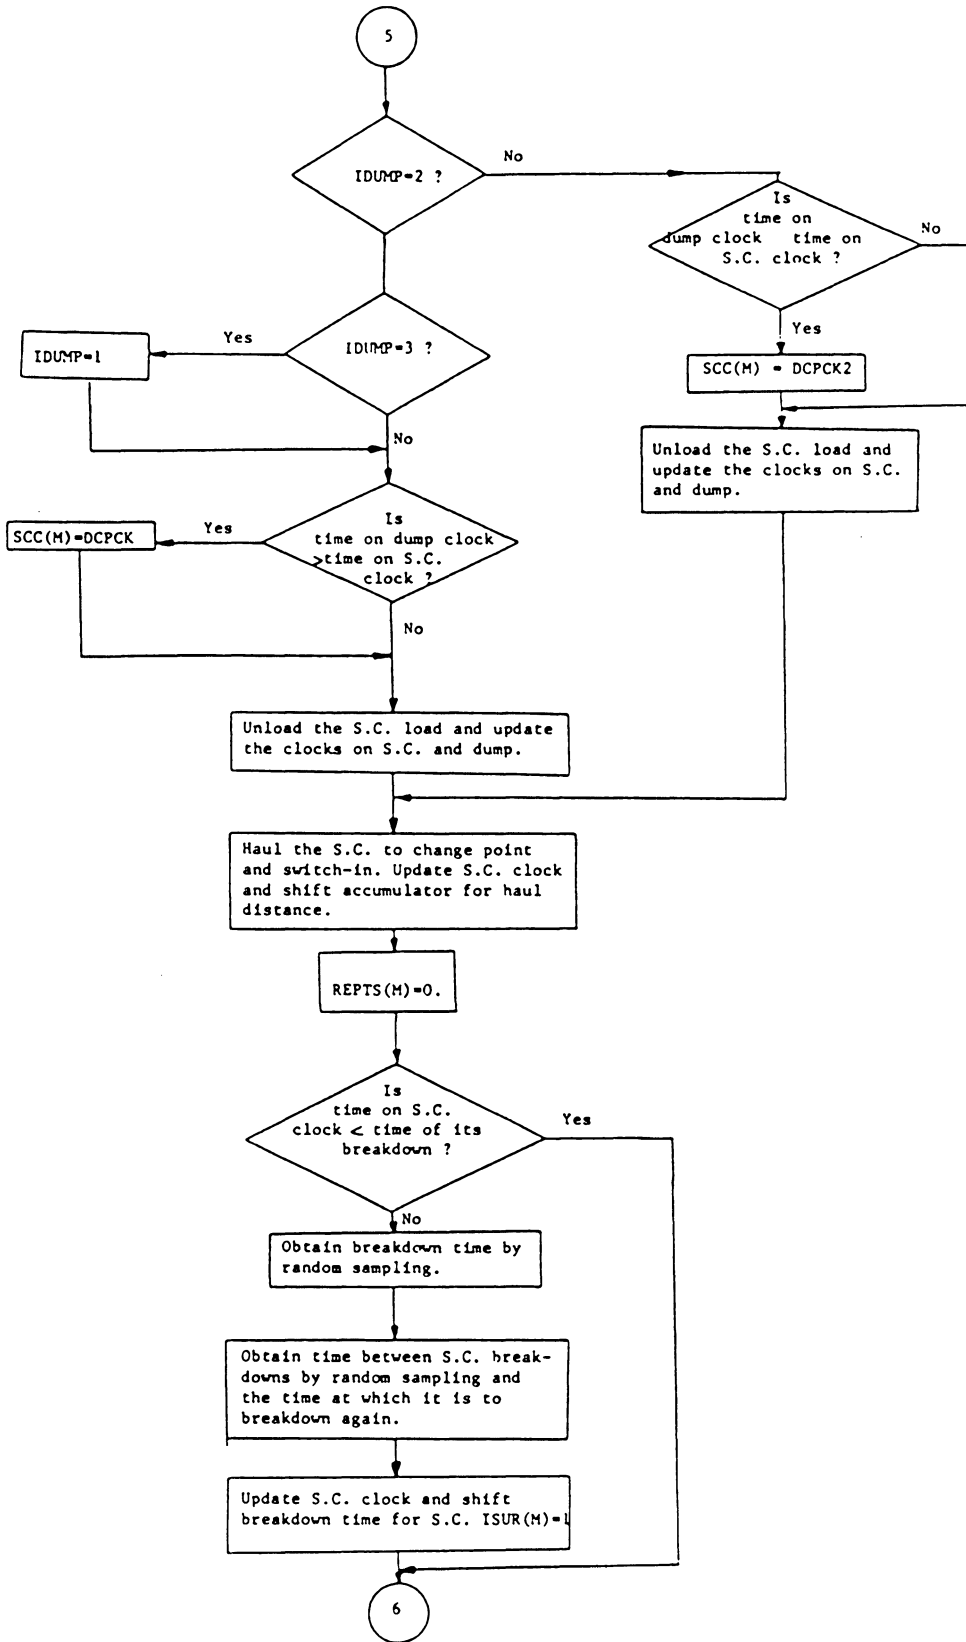 5
IDUMP=2 ?
No
Is
time on
dump clock time on
S.C. clock ?
No
Yes
SCC(M) = DCPCK2
Unload the S.C. load and
update the clocks on S.C.
and dump.
IDUMP=3 ?
Yes
IDUMP=1
No
Is
time on dump clock
>time on S.C.
clock ?
Yes
SCC(M)=DCPCK
No
Unload the S.C. load and update
the clocks on S.C. and dump.
Haul the S.C. to change point
and switch-in. Update S.C. clock
and shift accumulator for haul
distance.
REPTS(M)=0.
Is
time on S.C.
clock < time of its
breakdown ?
Yes
No
Obtain breakdown time by
random sampling.
Obtain time between S.C. break-
downs by random sampling and
the time at which it is to
breakdown again.
Update S.C. clock and shift
breakdown time for S.C. ISUR(M)=1
6